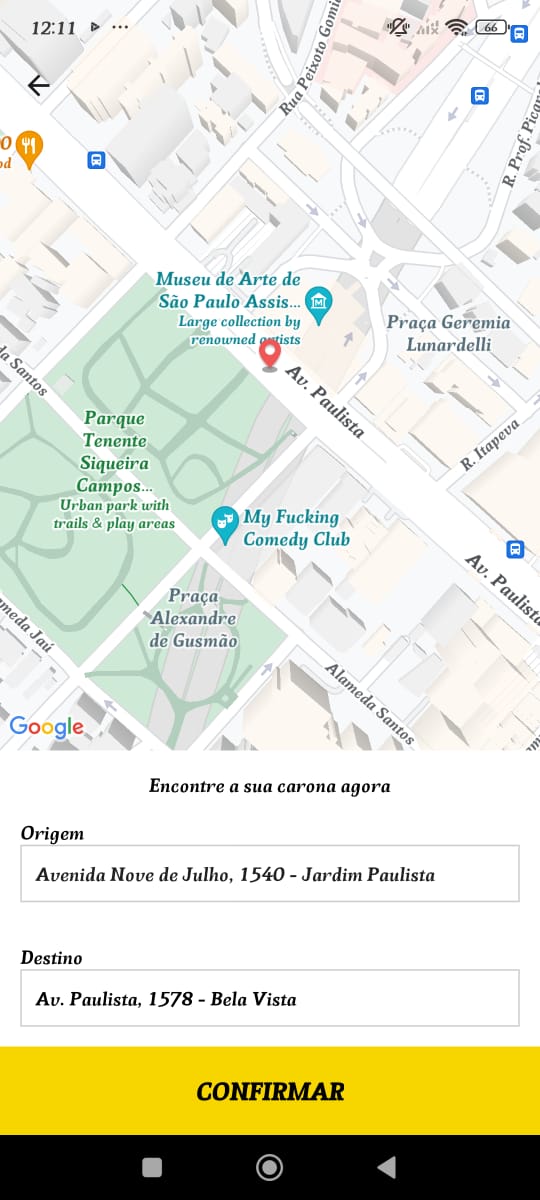 12:11
66
Rua Peixoto Gomi
R. Prof. Pican
Museu de Arte de
São Paulo Assis...
Large collection by
renowned artists
Praça Geremia
Lunardelli
da Santos
Av. Paulista
R. Itapeva
Parque
Tenente
Siqueira
Campos...
Urban park with
trails & play areas
My Fucking
Comedy Club
Av. Paulista
Praça
Alexandre
de Gusmão
meda Jaú
Alameda Santos
Google
Encontre a sua carona agora
Origem
Avenida Nove de Julho, 1540 - Jardim Paulista
Destino
Av. Paulista, 1578 - Bela Vista
CONFIRMAR